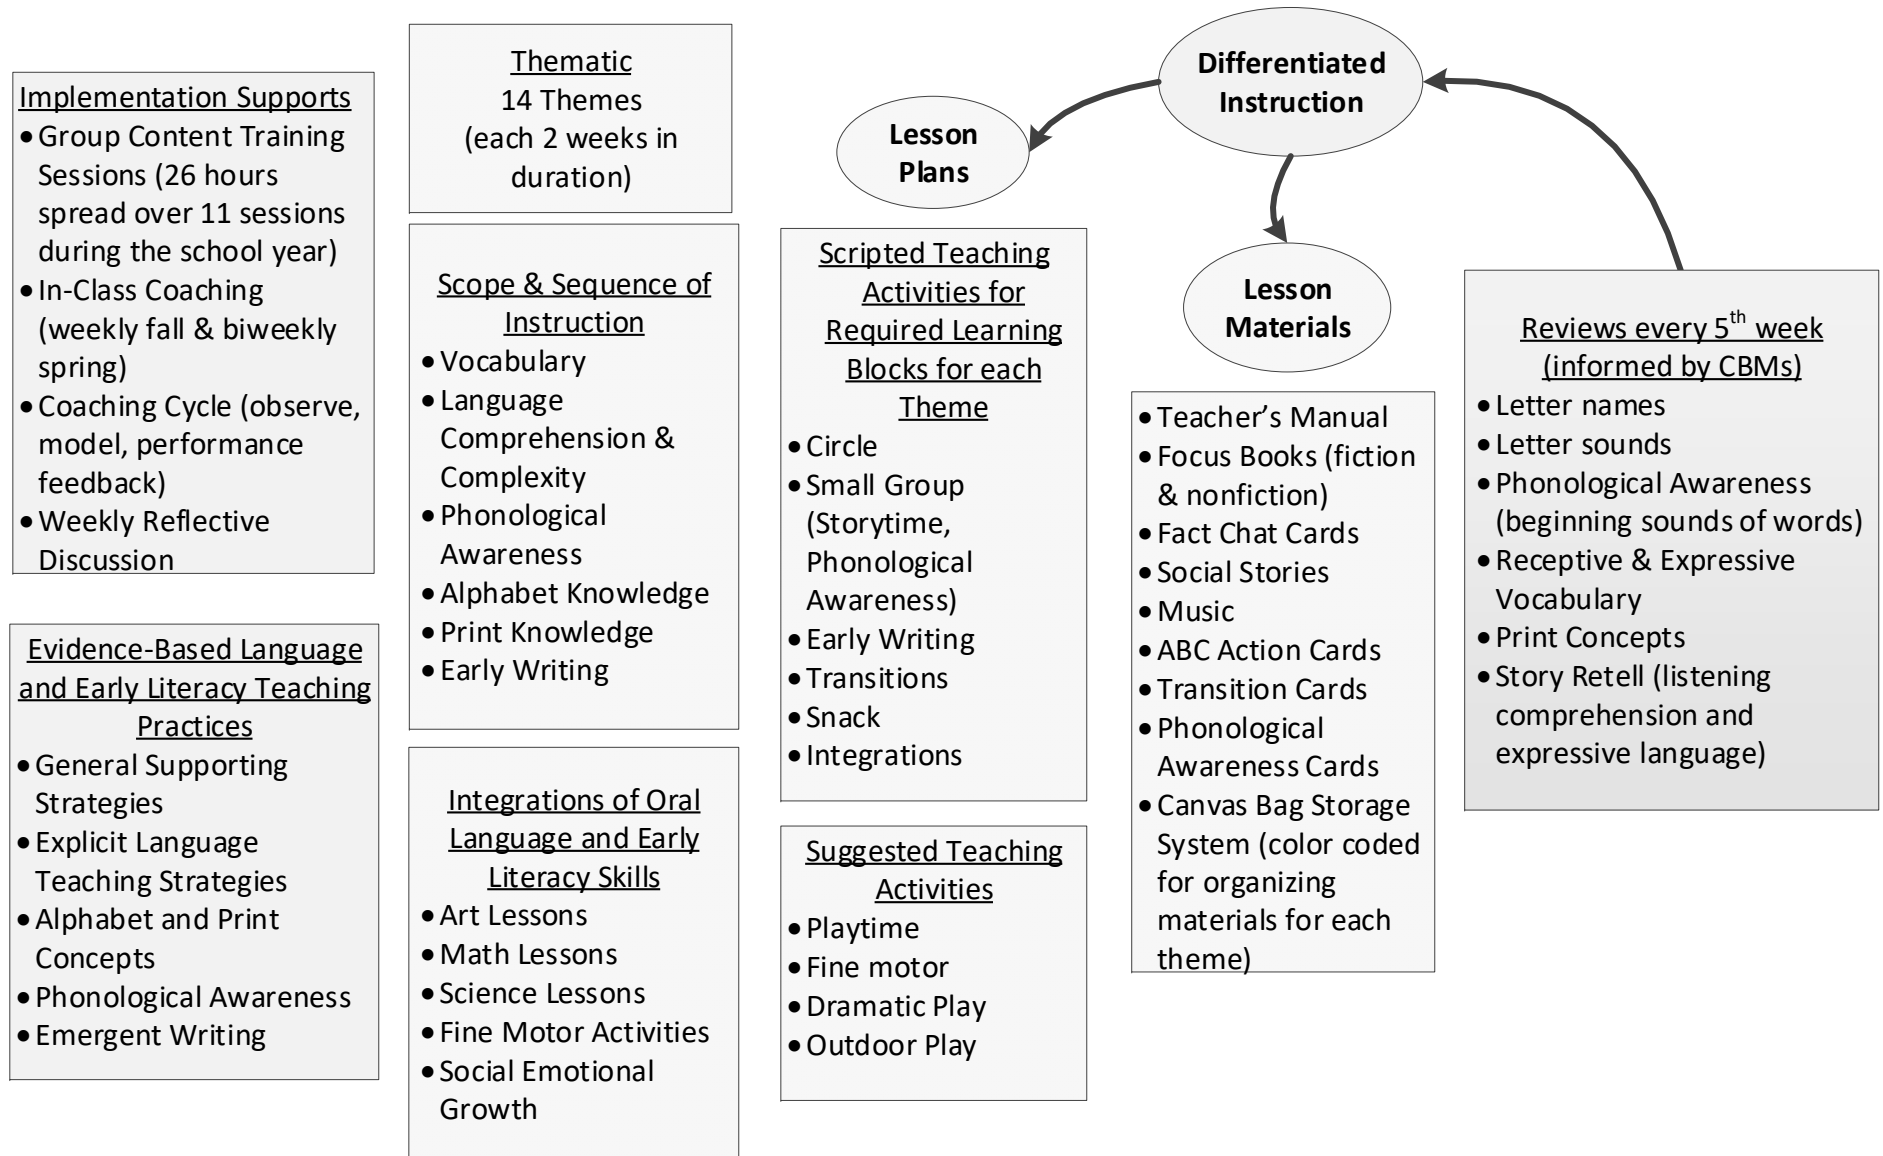 Implementation Supports
• Group Content Training
Sessions (26 hours
spread over 11 sessions
during the school year)
• In-Class Coaching
(weekly fall & biweekly
spring)
• Coaching Cycle (observe,
model, performance
feedback)
• Weekly Reflective
Discussion
Evidence-Based Language
and Early Literacy Teaching
Practices
• General Supporting
Strategies
• Explicit Language
Teaching Strategies
• Alphabet and Print
Concepts
• Phonological Awareness
• Emergent Writing
Thematic
14 Themes
(each 2 weeks in
duration)
Scope & Sequence of
Instruction
• Vocabulary
• Language
Comprehension &
Complexity
• Phonological
Awareness
• Alphabet Knowledge
• Print Knowledge
• Early Writing
Integrations of Oral
Language and Early
Literacy Skills
• Art Lessons
• Math Lessons
• Science Lessons
• Fine Motor Activities
• Social Emotional
Growth
Differentiated
Instruction
Lesson
Plans
Scripted Teaching
Activities for
Required Learning
Blocks for each
Theme
• Circle
• Small Group
(Storytime,
Phonological
Awareness)
• Early Writing
• Transitions
• Snack
• Integrations
Suggested Teaching
Activities
• Playtime
• Fine motor
• Dramatic Play
• Outdoor Play
Lesson
Materials
• Teacher's Manual
• Focus Books (fiction
& nonfiction)
• Fact Chat Cards
• Social Stories
• Music
• ABC Action Cards
• Transition Cards
• Phonological
Awareness Cards
• Canvas Bag Storage
System (color coded
for organizing
materials for each
theme)
Reviews every 5th week
(informed by CBMs)
• Letter names
• Letter sounds
• Phonological Awareness
(beginning sounds of words)
• Receptive & Expressive
Vocabulary
• Print Concepts
• Story Retell (listening
comprehension and
expressive language)